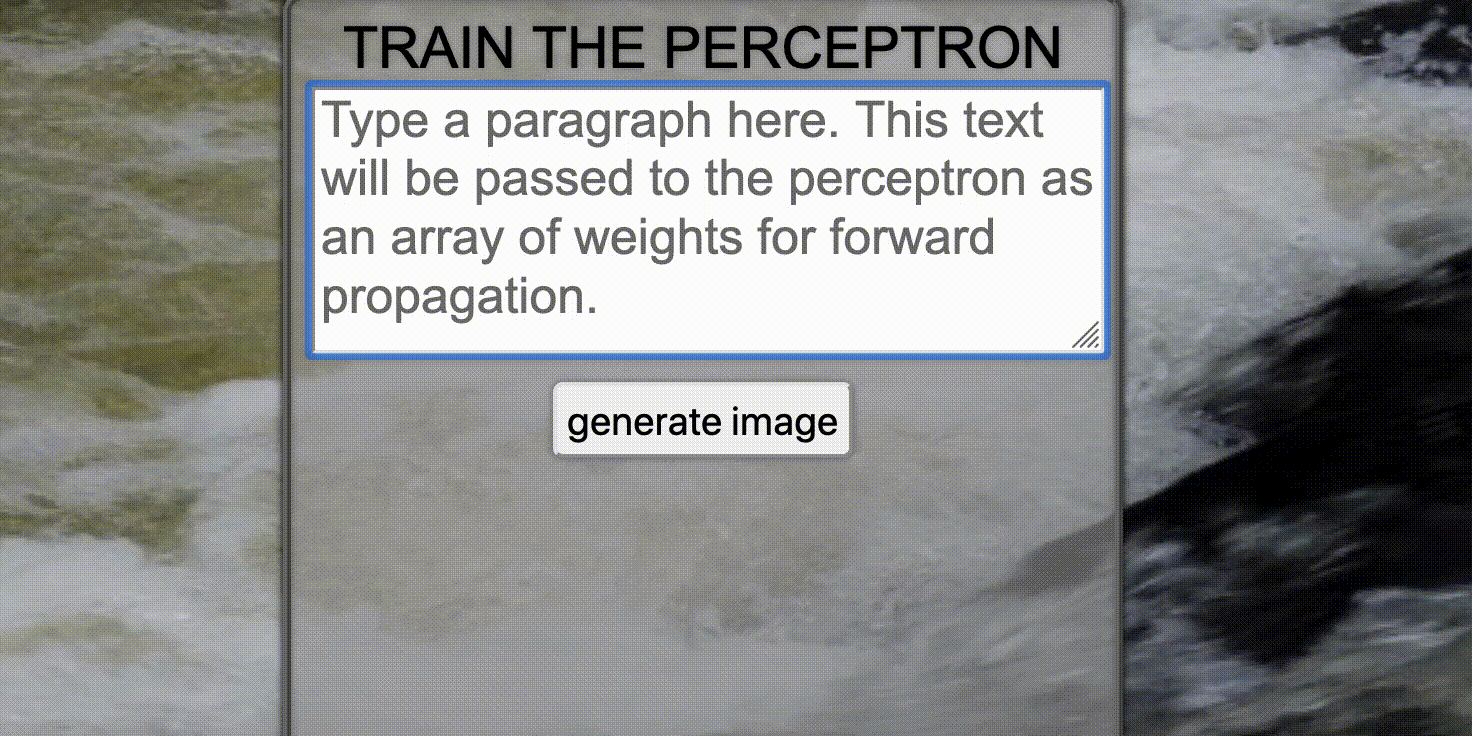 TRAIN THE PERCEPTRON
Type a paragraph here. This text
will be passed to the perceptron as
an array of weights for forward
propagation.
generate image